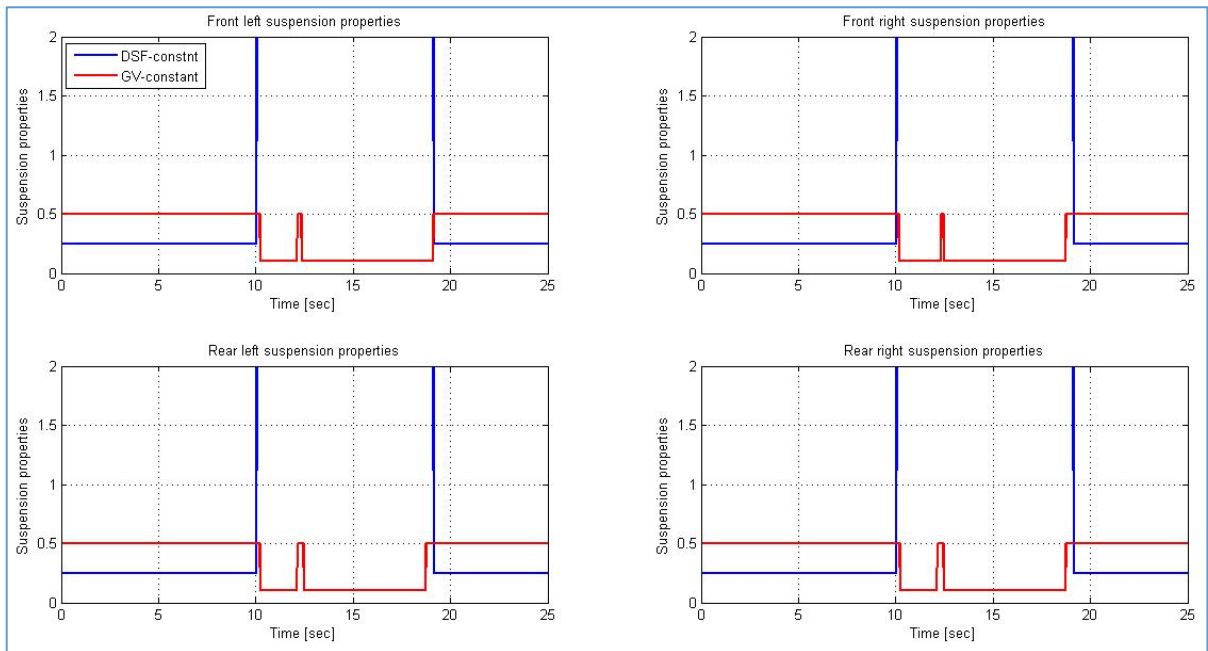 Front left suspension properties
Front right suspension properties
DSF-constnt
GV-constant
Suspension properties
2
1.5
1
0.5
0
0 5 10 15 20 25
Time [sec]
Suspension properties
2
1.5
1
0.5
0
0 5 10 15 20 25
Time [sec]
Rear left suspension properties
Rear right suspension properties
Suspension properties
2
1.5
1
0.5
0
0 5 10 15 20 25
Time [sec]
Suspension properties
2
1.5
1
0.5
0
0 5 10 15 20 25
Time [sec]